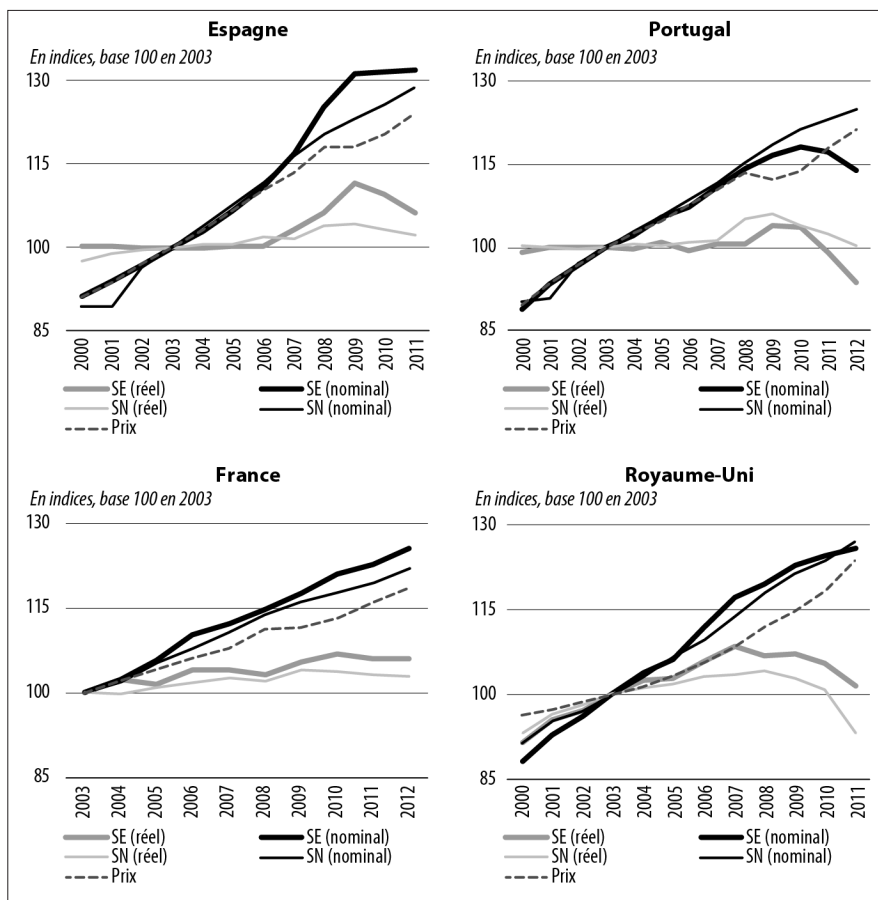 Espagne
En indices, base 100 en 2003
130
115
100
85
2000 2001 2002 2003 2004 2005 2006 2007 2008 2009 2010 2011
SE (réel) SE (nominal)
SN (réel) SN (nominal)
Prix
Portugal
En indices, base 100 en 2003
130
115
100
85
2000 2001 2002 2003 2004 2005 2006 2007 2008 2009 2010 2011 2012
SE (réel) SE (nominal)
SN (réel) SN (nominal)
Prix
France
En indices, base 100 en 2003
130
115
100
85
2003 2004 2005 2006 2007 2008 2009 2010 2011 2012
SE (réel) SE (nominal)
SN (réel) SN (nominal)
Prix
Royaume-Uni
En indices, base 100 en 2003
130
115
100
85
2000 2001 2002 2003 2004 2005 2006 2007 2008 2009 2010 2011
SE (réel) SE (nominal)
SN (réel) SN (nominal)
Prix